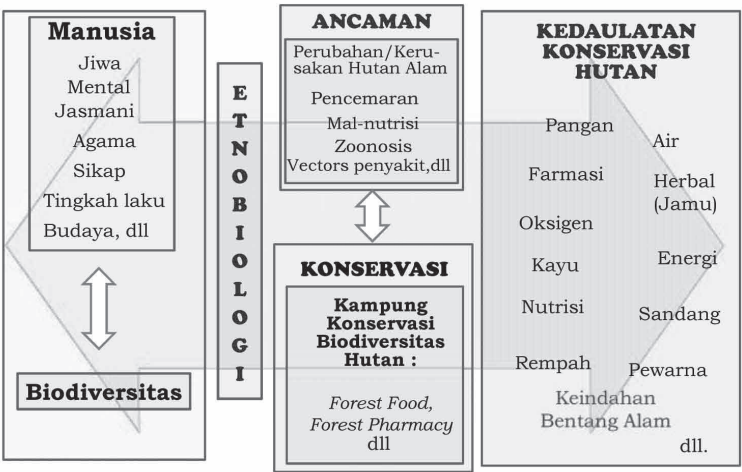 Manusia
Jiwa
Mental
Jasmani
Agama
Sikap
Tingkah laku
Budaya, dll
Biodiversitas
E
T
N
O
B
I
O
L
O
G
I
ANCAMAN
Perubahan/Keru-
sakan Hutan Alam
Pencemaran
Mal-nutrisi
Zoonosis
Vectors penyakit,dll
KONSERVASI
Kampung
Konservasi
Biodiversitas
Hutan :
Forest Food,
Forest Pharmacy
dll
KEDAULATAN
KONSERVASI
HUTAN
Pangan
Air
Farmasi
Herbal
(Jamu)
Oksigen
Kayu
Energi
Nutrisi
Sandang
Rempah
Pewarna
Keindahan
Bentang Alam
dll.